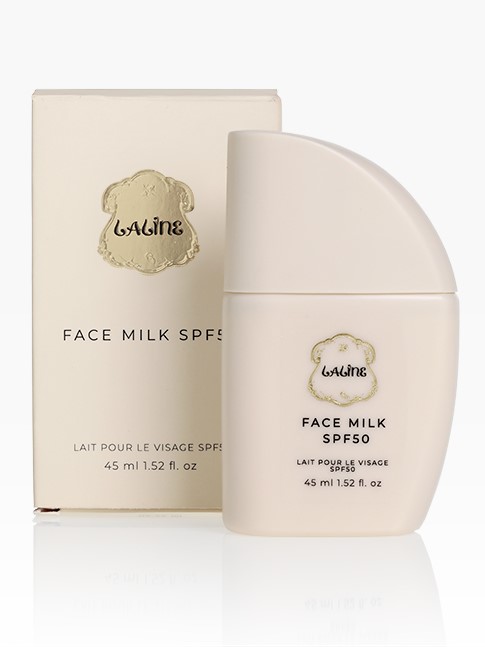 LALINE
FACE MILK SPF5
LAIT POUR LE VISAGE SPF5
45 ml 1.52 fl. oz
LALINE
FACE MILK
SPF50
LAIT POUR LE VISAGE
SPF50
45 ml 1.52 fl. oz